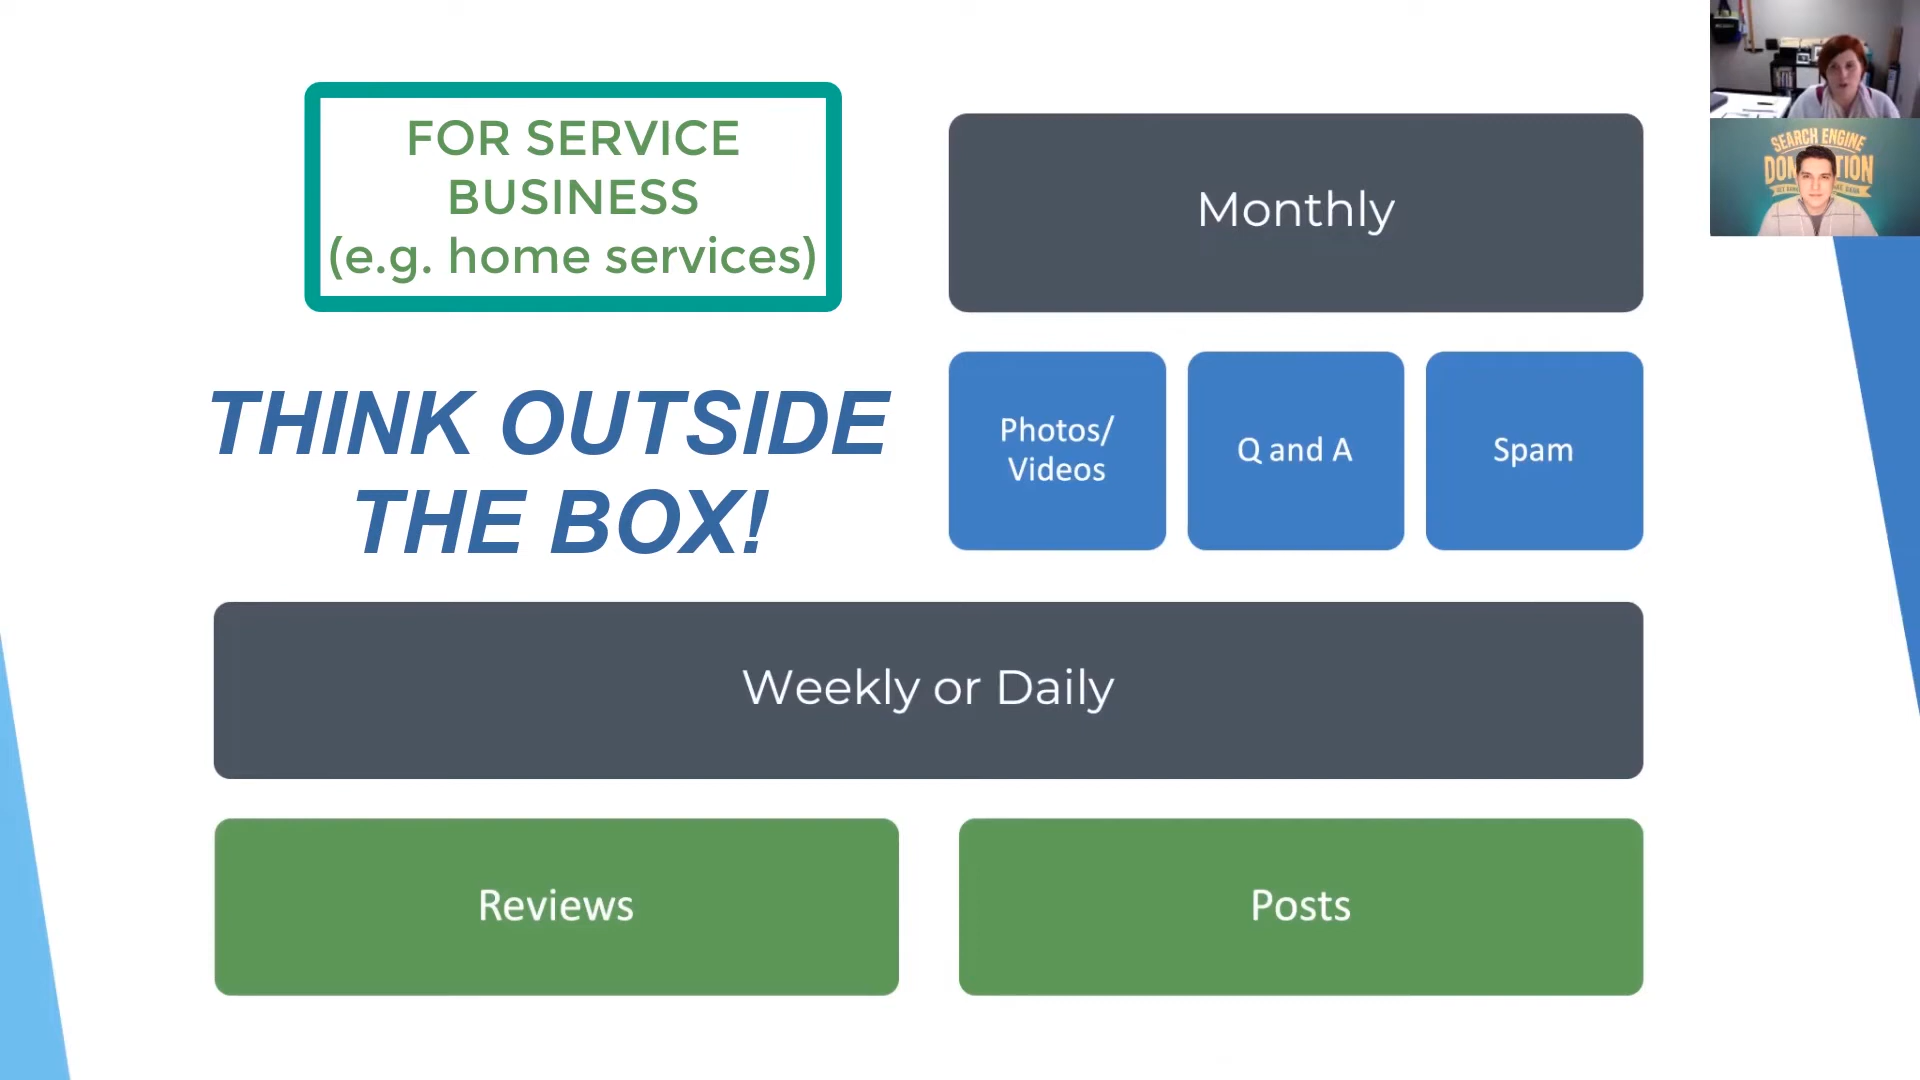 FOR SERVICE
BUSINESS
(e.g. home services)
THINK OUTSIDE
THE BOX!
Monthly
Photos/
Videos
Q and A
Spam
Weekly or Daily
Reviews
Posts
SEARCH ENGINE